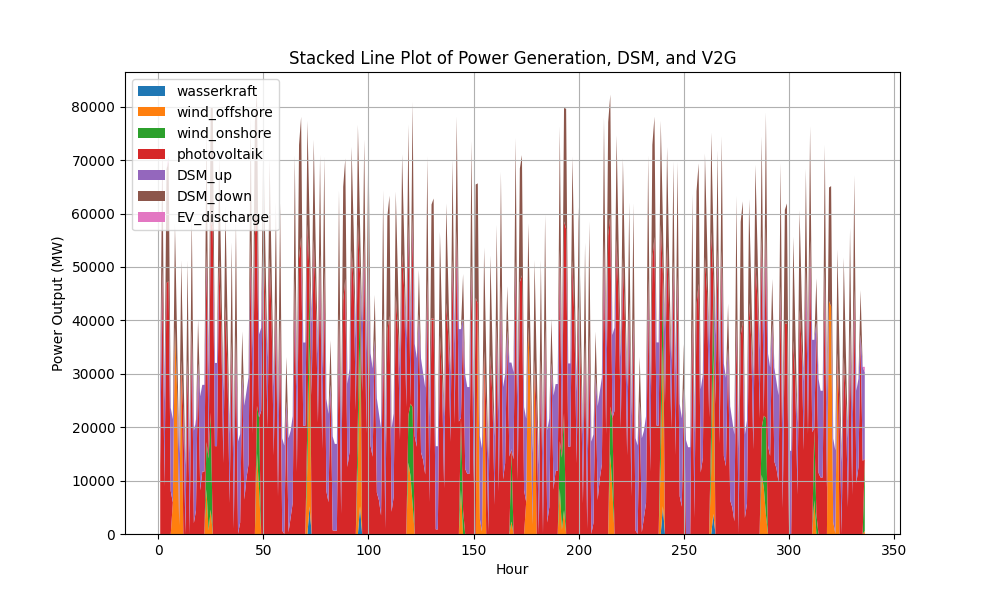 Stacked Line Plot of Power Generation, DSM, and V2G
Power Output (MW)
80000
70000
60000
50000
40000
30000
20000
10000
0
wasserkraft
wind_offshore
wind_onshore
photovoltaik
DSM_up
DSM_down
EV_discharge
0
50
100
150
200
250
300
350
Hour